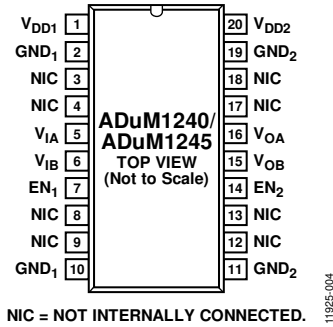 VDD1 1 20 VDD2
GND1 2 19 GND2
NIC 3 18 NIC
NIC 4 17 NIC
VIA 5 16 VOA
VIB 6 15 VOB
EN1 7 14 EN2
NIC 8 13 NIC
NIC 9 12 NIC
GND1 10 11 GND2
ADuM1240/
ADuM1245
TOP VIEW
(Not to Scale)
NIC = NOT INTERNALLY CONNECTED.
11925-004